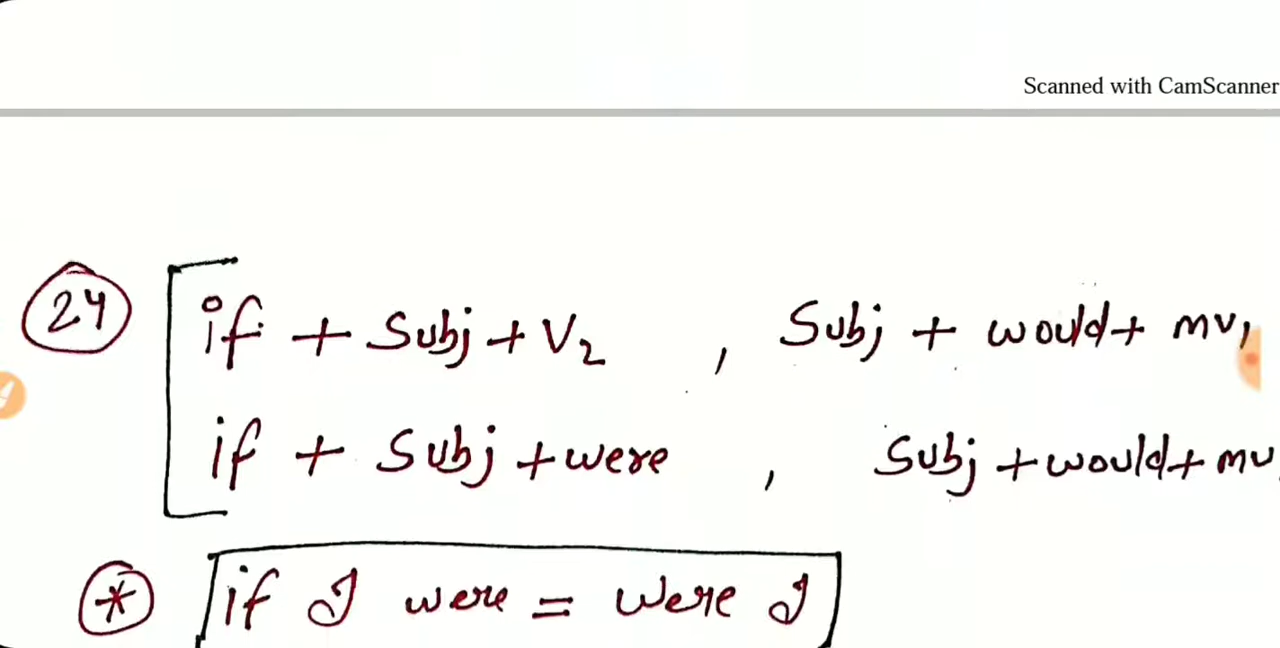 Scanned with CamScanner
24 if + Subj + V2 , Subj + would + mv1
if + Subj + were , Subj + would + mv
* if I were = Were I